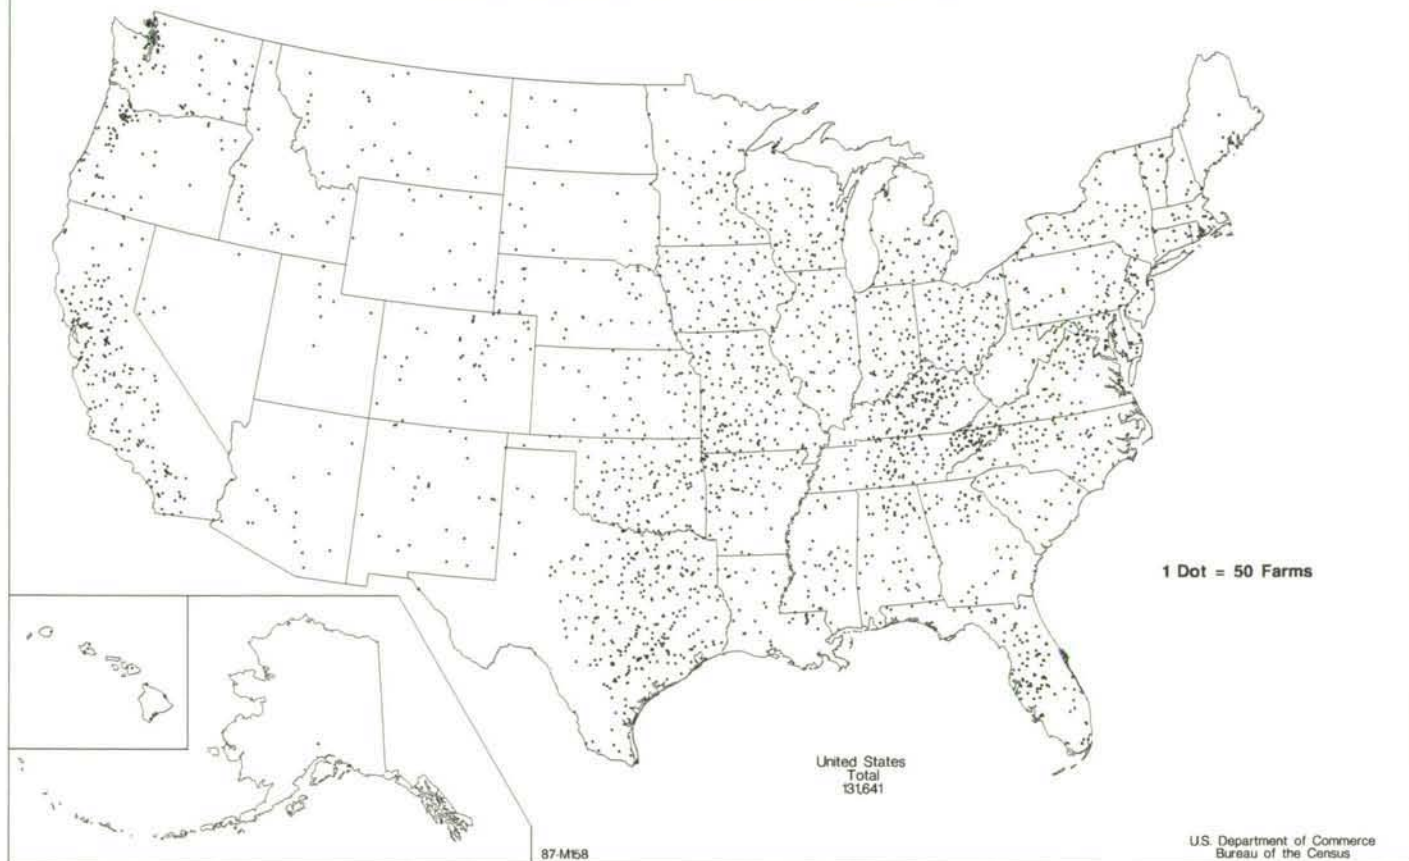 1 Dot = 50 Farms
United States
Total
131,641
87-M158
U.S. Department of Commerce
Bureau of the Census